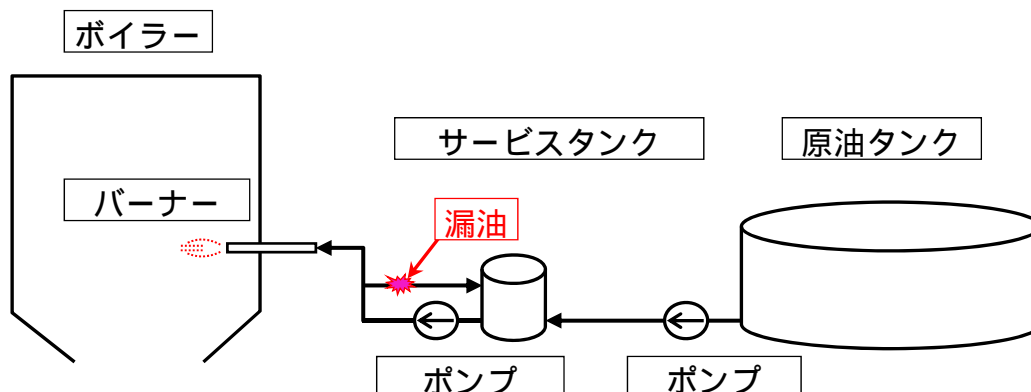 ボイラー
サービスタンク
原油タンク
バーナー
漏油
ポンプ
ポンプ